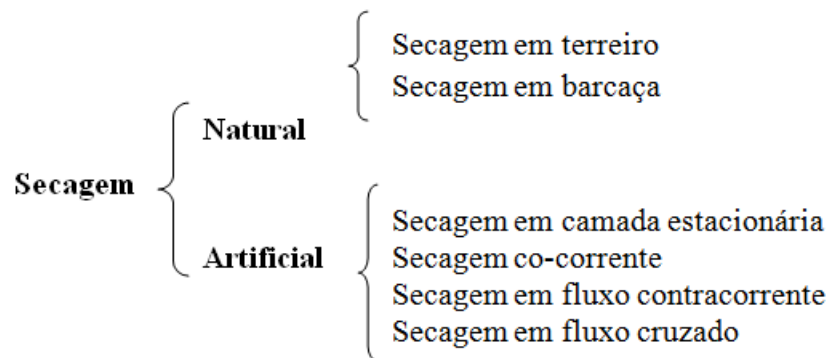 Secagem
Natural
Secagem em terreiro
Secagem em barcaça
Artificial
Secagem em camada estacionária
Secagem co-corrente
Secagem em fluxo contracorrente
Secagem em fluxo cruzado